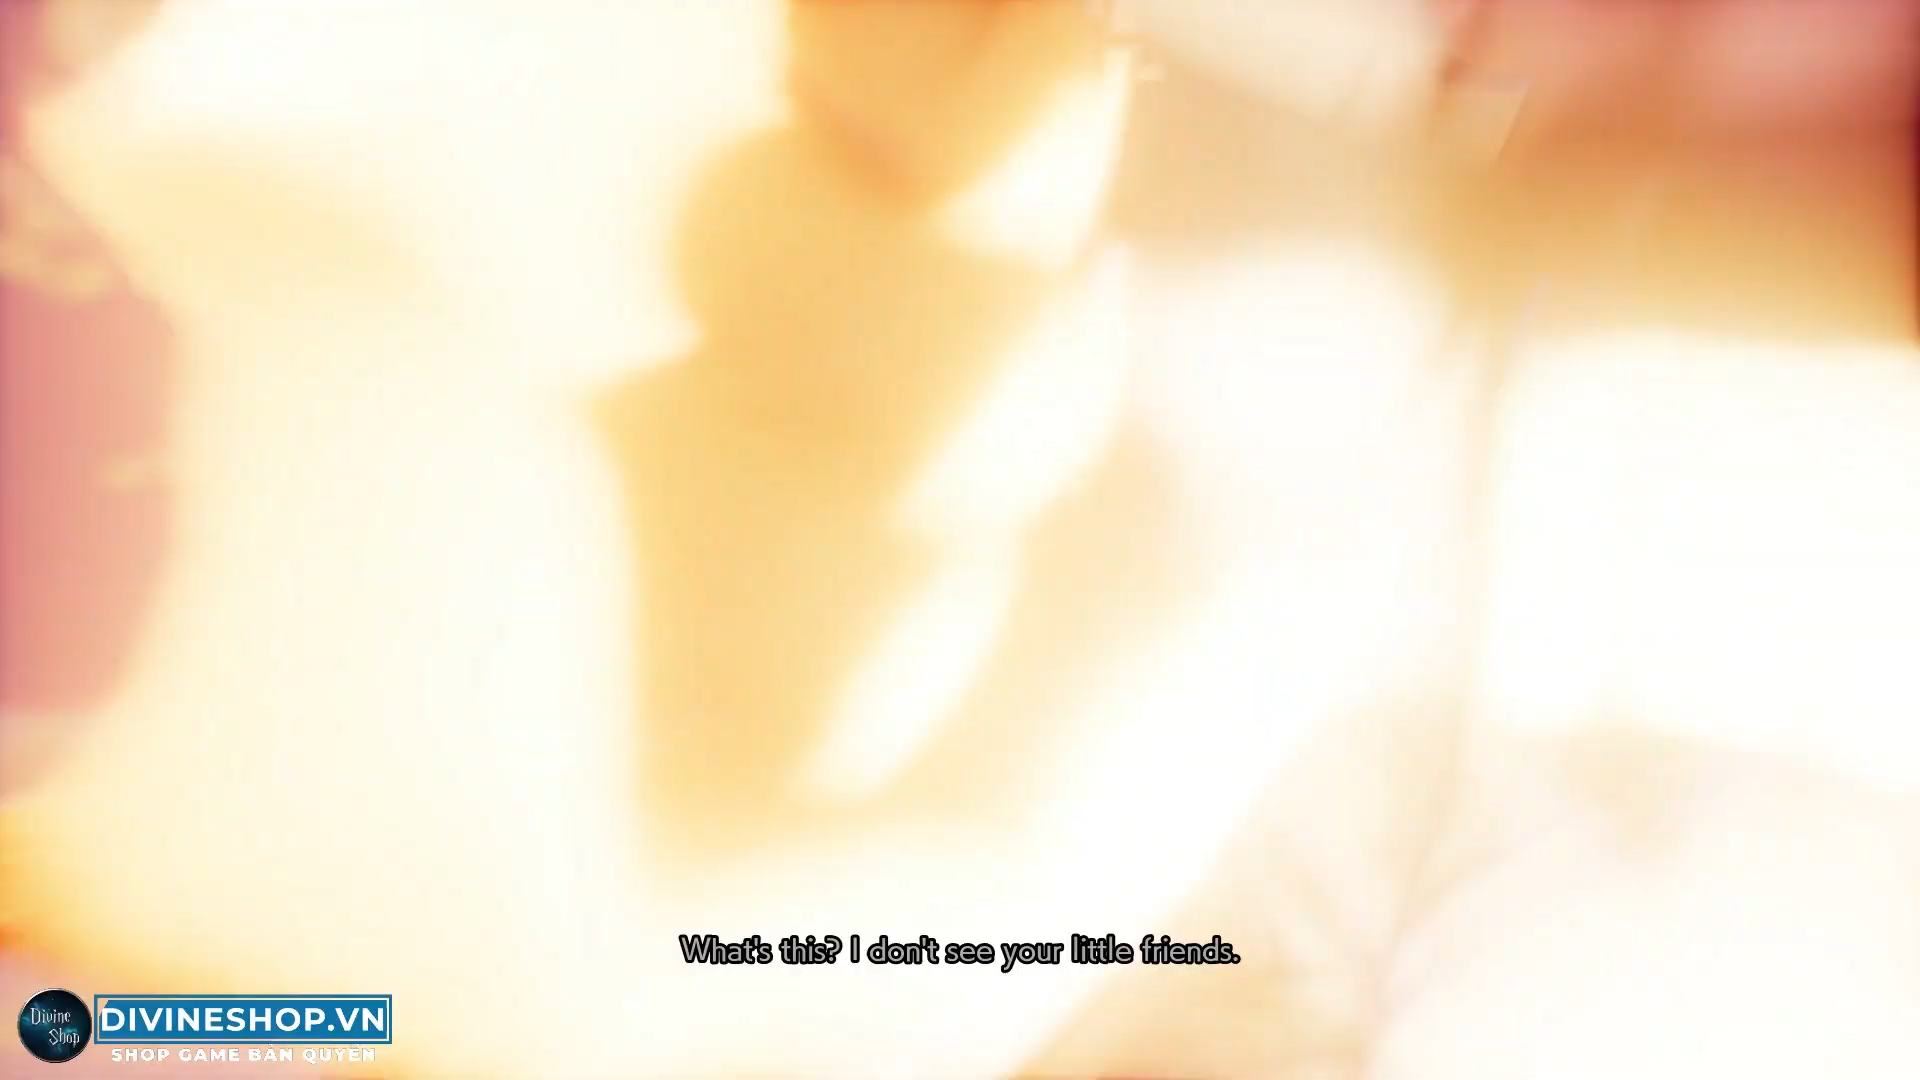 What's this? I don't see your little friends.
Divine
Shop
DIVINESHOP.VN
SHOP GAME BẢN QUYỀN